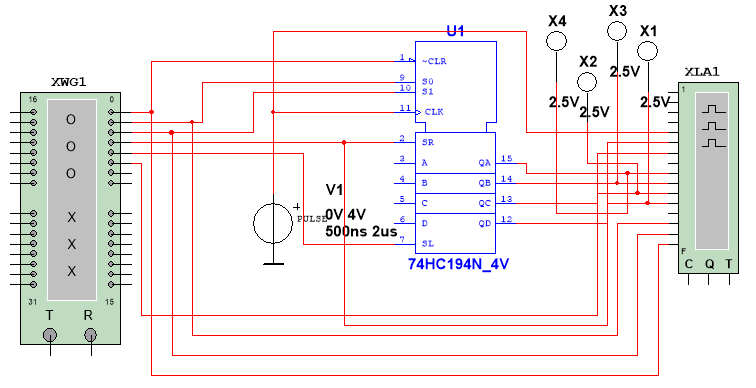 X3
X4
U1
X1
X2
2.5V
XLA1
XWG1
1 ~CLR
9 S0
10 S1
11 CLK
2 SR
3 A
4 B
5 C
6 D
7 SL
QA 15
QB 14
QC 13
QD 12
74HC194N_4V
16 0
O
O
O
X
X
X
31 15
T R
V1
PULSE
0V 4V
500ns 2us
2.5V
2.5V
2.5V
1
F
C Q T